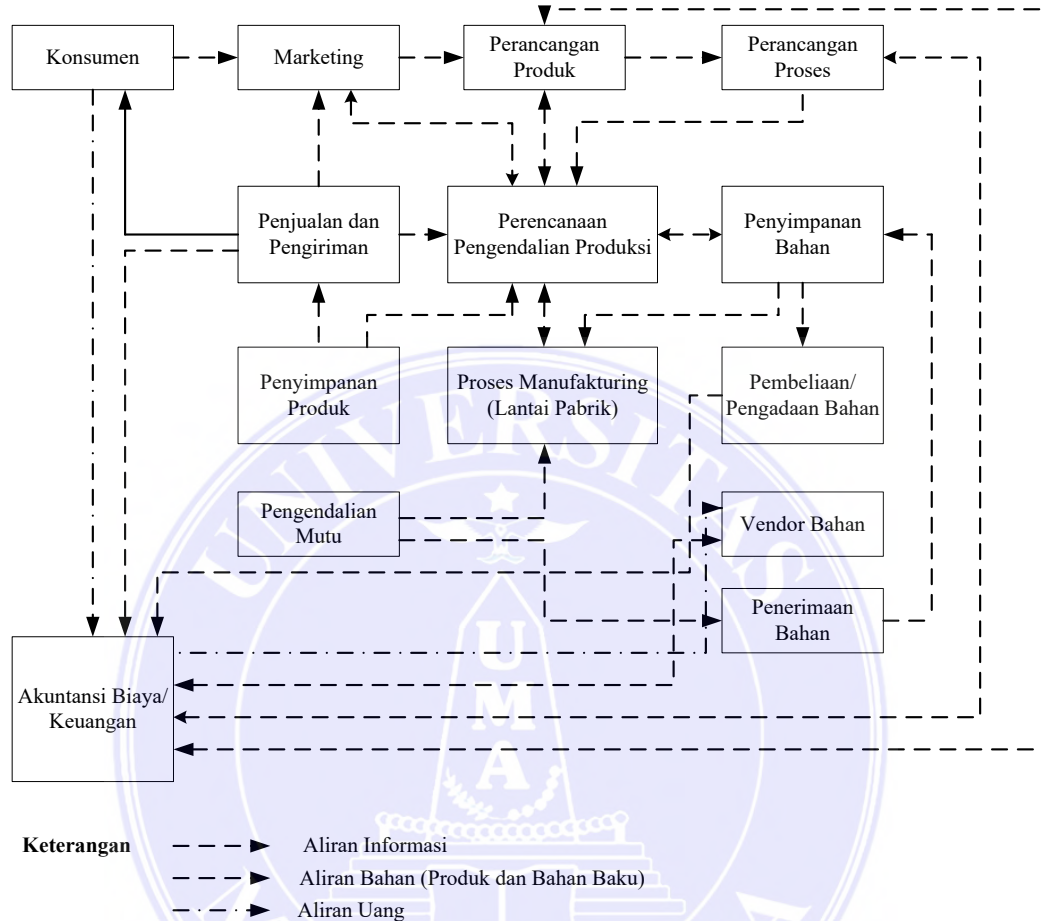 Konsumen
Marketing
Perancangan
Produk
Perancangan
Proses
Penjualan dan
Pengiriman
Perencanaan
Pengendalian Produksi
Penyimpanan
Bahan
Penyimpanan
Produk
Proses Manufakturing
(Lantai Pabrik)
Pembeliaan/
Pengadaan Bahan
Pengendalian
Mutu
Vendor Bahan
Penerimaan
Bahan
Akuntansi Biaya/
Keuangan
UNIVERSITAS
UMA
Keterangan
Aliran Informasi
Aliran Bahan (Produk dan Bahan Baku)
Aliran Uang